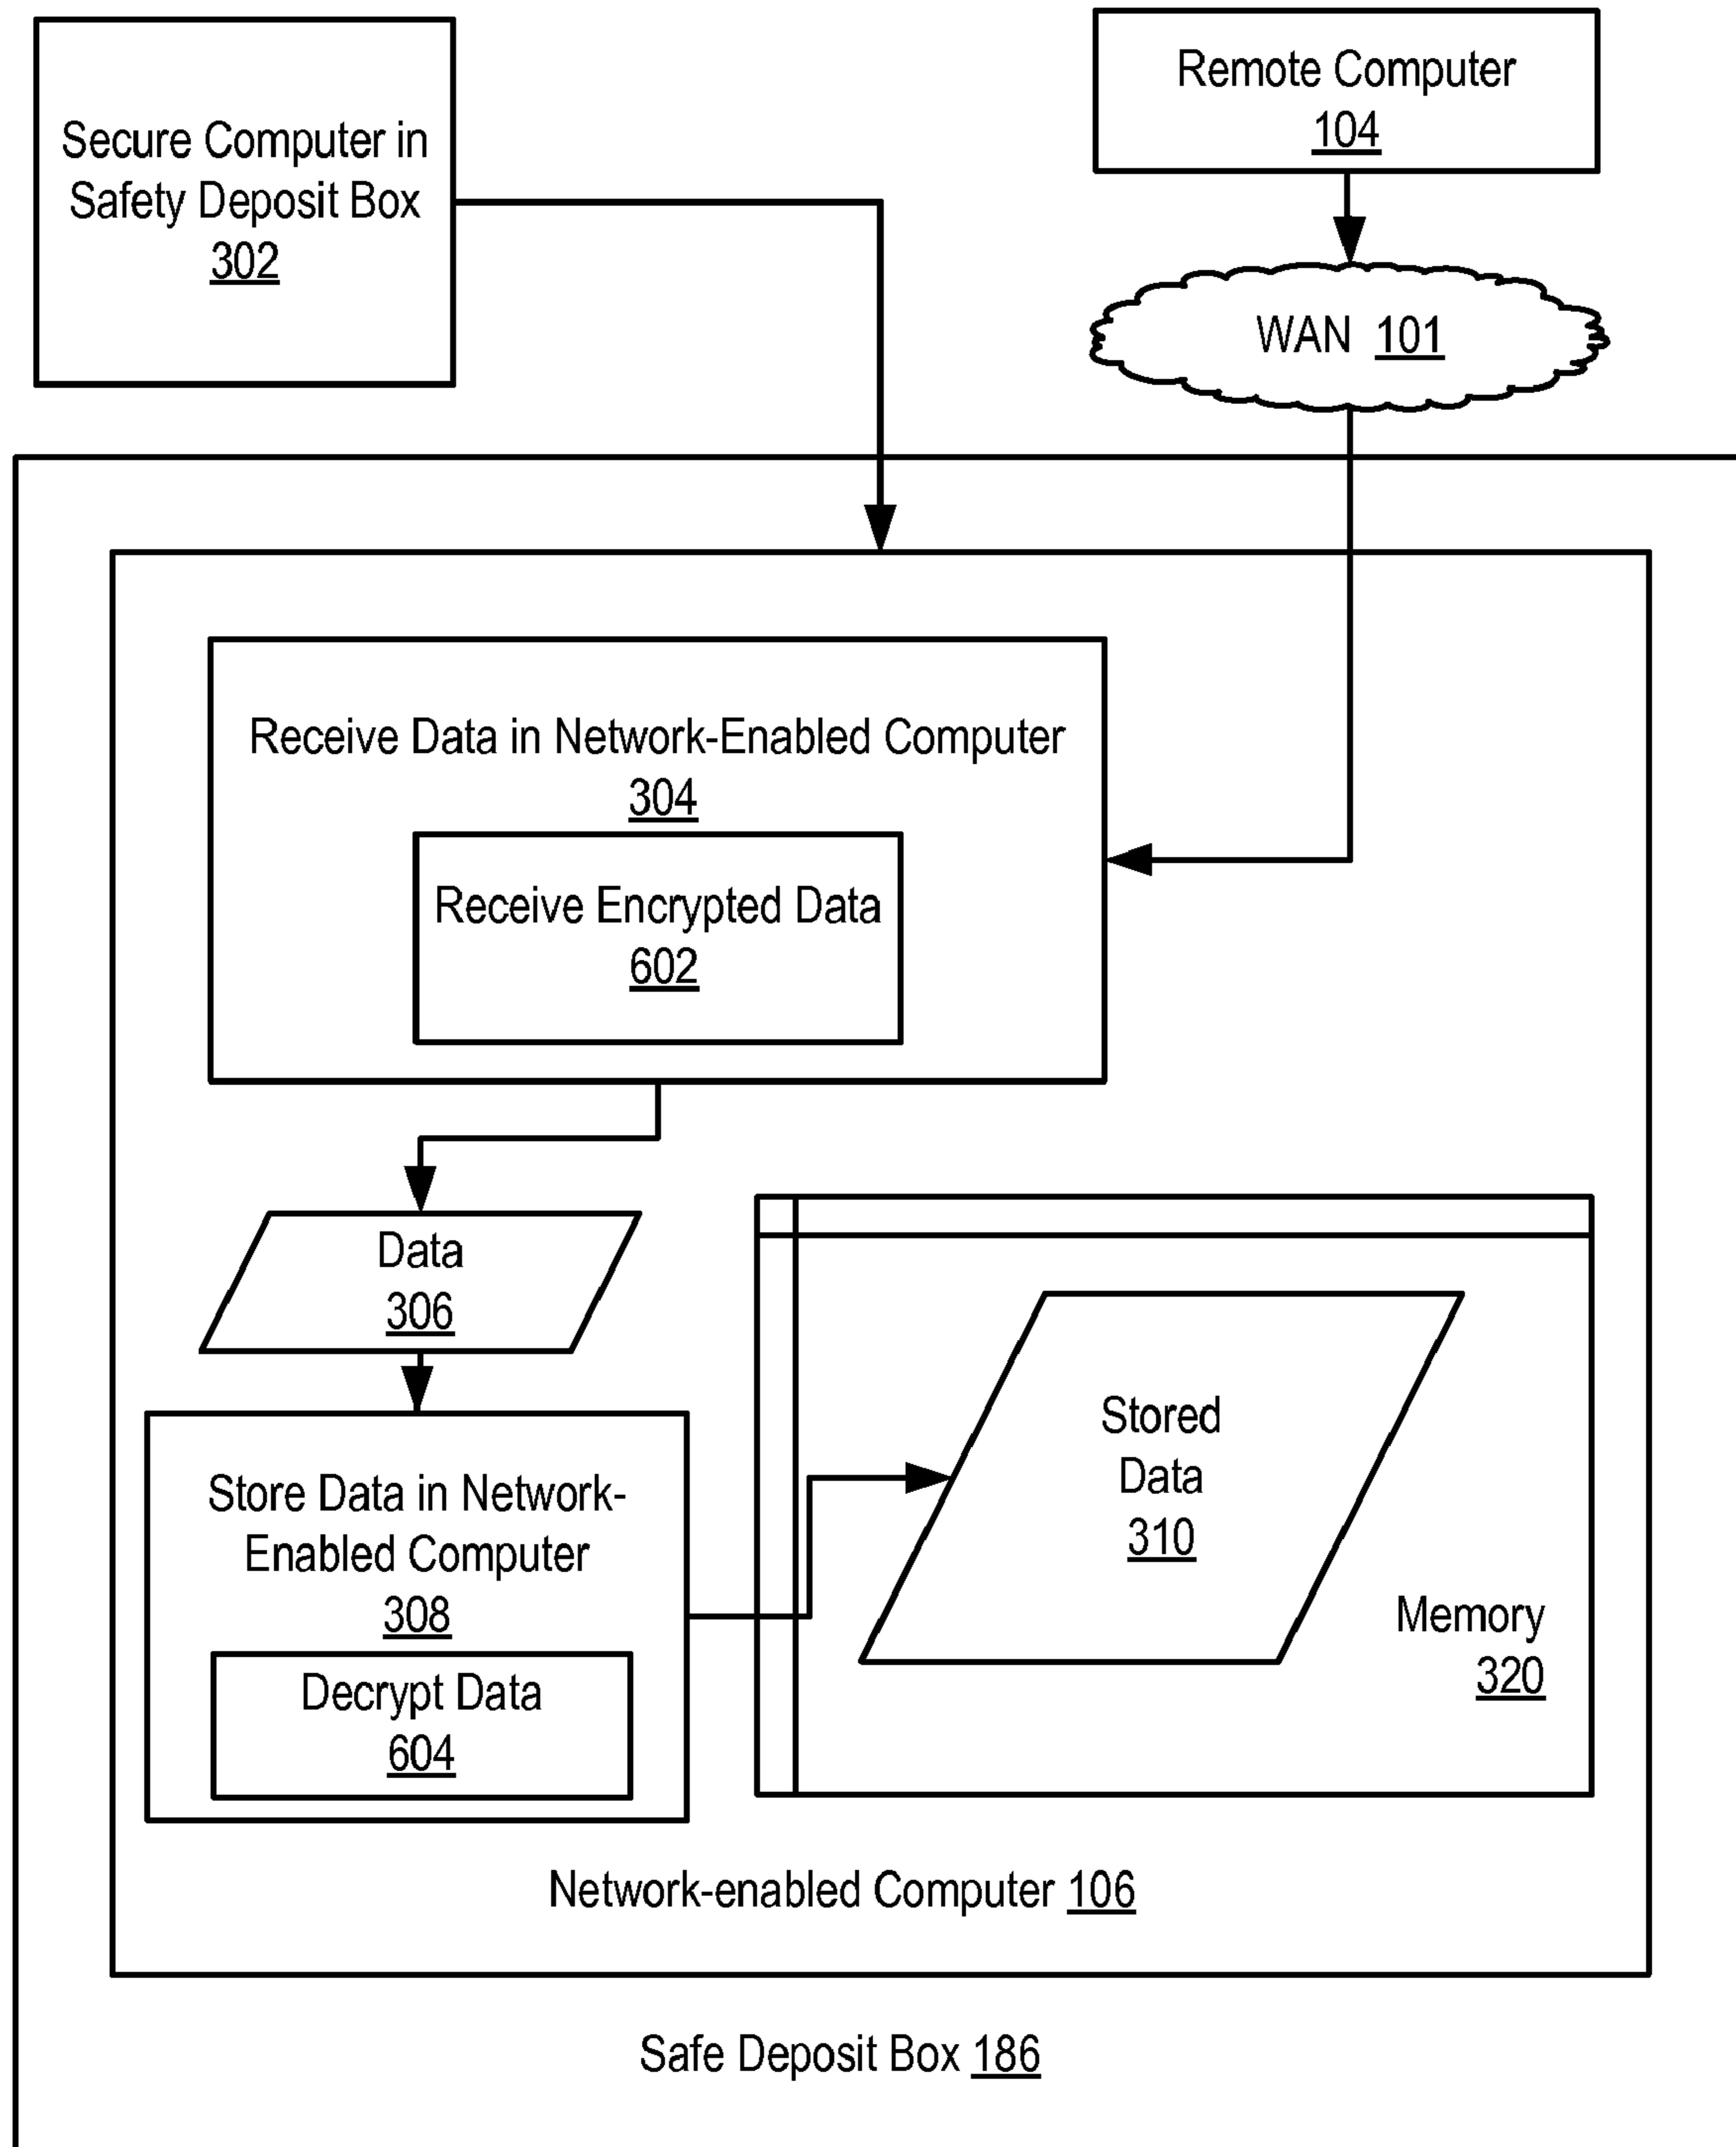 Secure Computer in
Safety Deposit Box
302
Remote Computer
104
WAN 101
Receive Data in Network-Enabled Computer
304
Receive Encrypted Data
602
Data
306
Store Data in Network-
Enabled Computer
308
Decrypt Data
604
Stored
Data
310
Memory
320
Network-enabled Computer 106
Safe Deposit Box 186